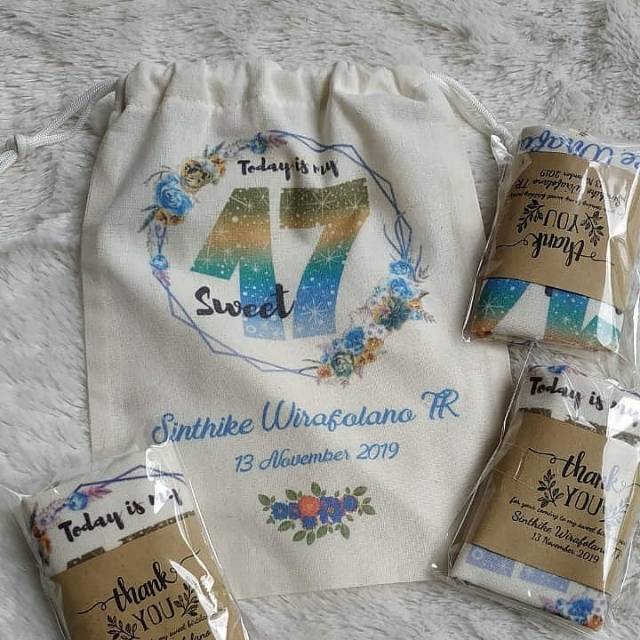 Today is my
17
Sweet
Sinthike Wirafolano TR
13 November 2019
thank
YOU
Today is my
thank
YOU
Sinthike Wirafolano
13 November 2019
Today is my
thank
YOU